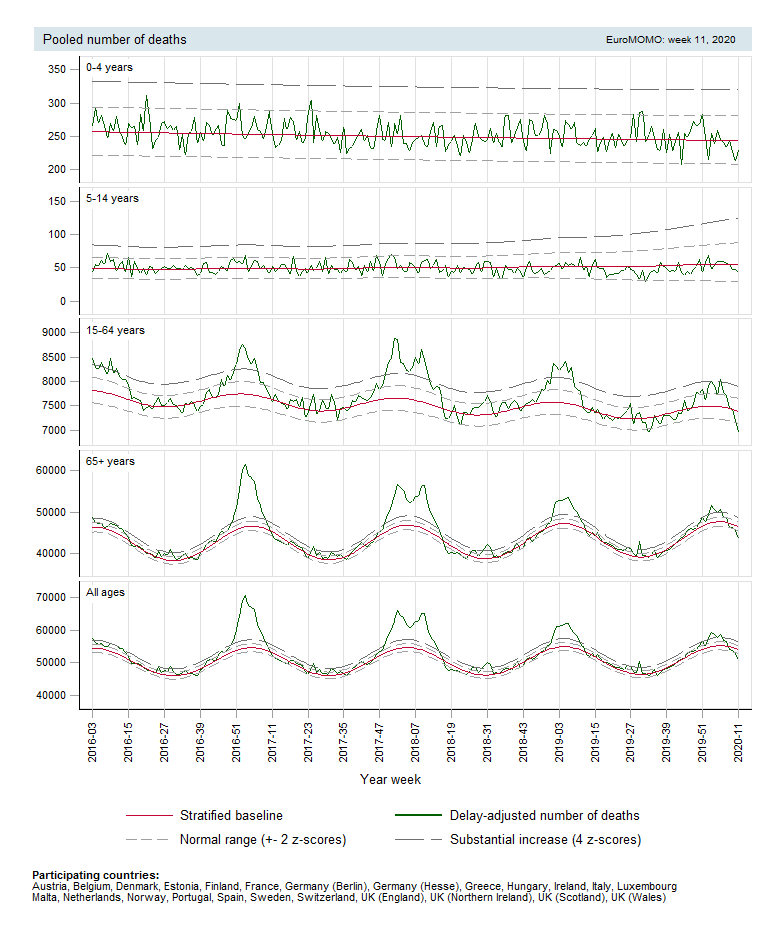 Pooled number of deaths
EuroMOMO: week 11, 2020
0-4 years
350
300
250
200
5-14 years
150
100
50
0
15-64 years
9000
8500
8000
7500
7000
65+ years
60000
50000
40000
All ages
70000
60000
50000
40000
2016-03
2016-15
2016-27
2016-39
2016-51
2017-11
2017-23
2017-35
2017-47
2018-07
2018-19
2018-31
2018-43
2019-03
2019-15
2019-27
2019-39
2019-51
2020-11
Year week
Stratified baseline
Delay-adjusted number of deaths
Normal range (+- 2 z-scores)
Substantial increase (4 z-scores)
Participating countries:
Austria, Belgium, Denmark, Estonia, Finland, France, Germany (Berlin), Germany (Hesse), Greece, Hungary, Ireland, Italy, Luxembourg
Malta, Netherlands, Norway, Portugal, Spain, Sweden, Switzerland, UK (England), UK (Northern Ireland), UK (Scotland), UK (Wales)